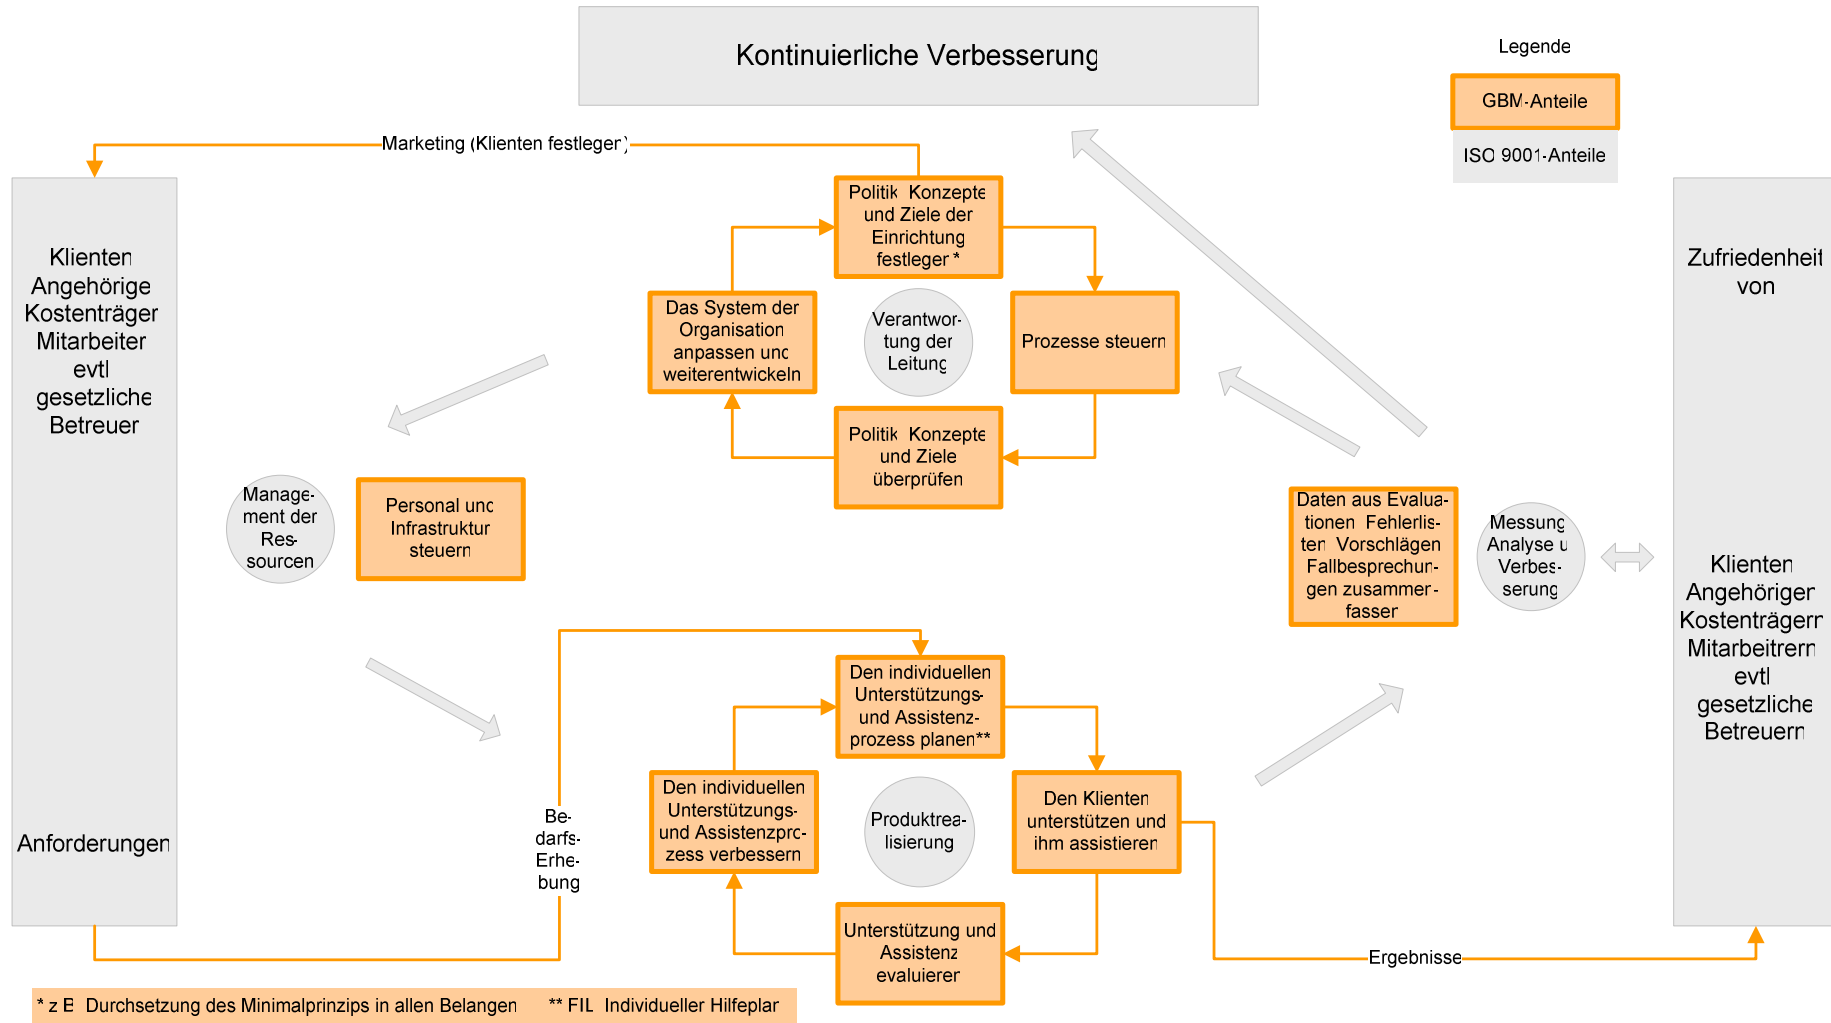 Kontinuierliche Verbesserung
Legende
GBM-Anteile
ISO 9001-Anteile
Marketing (Klienten festlegen)
Klienten
Angehörige
Kostenträger
Mitarbeiter
evtl
gesetzliche
Betreuer
Anforderungen
Politik Konzepte
und Ziele der
Einrichtung
festlegen *
Das System der
Organisation
anpassen und
weiterentwickeln
Verantwor-
tung der
Leitung
Prozesse steuern
Politik Konzepte
und Ziele
überprüfen
Manage-
ment der
Res-
sourcen
Personal und
Infrastruktur
steuern
Daten aus Evalua-
tionen Fehlerlis-
ten Vorschlägen
Fallbesprechun-
gen zusammen-
fassen
Messung
Analyse u
Verbes-
serung
Zufriedenheit
von
Klienten
Angehörigen
Kostenträgern
Mitarbeitrern
evtl
gesetzliche
Betreuern
Be-
darfs-
Erhe-
bung
Den individuellen
Unterstützungs-
und Assistenz-
prozess planen**
Den individuellen
Unterstützungs-
und Assistenzpro-
zess verbessern
Produktrea-
lisierung
Den Klienten
unterstützen und
ihm assistieren
Unterstützung und
Assistenz
evaluieren
Ergebnisse
* z B Durchsetzung des Minimalprinzips in allen Belangen ** FIL Individueller Hilfeplan